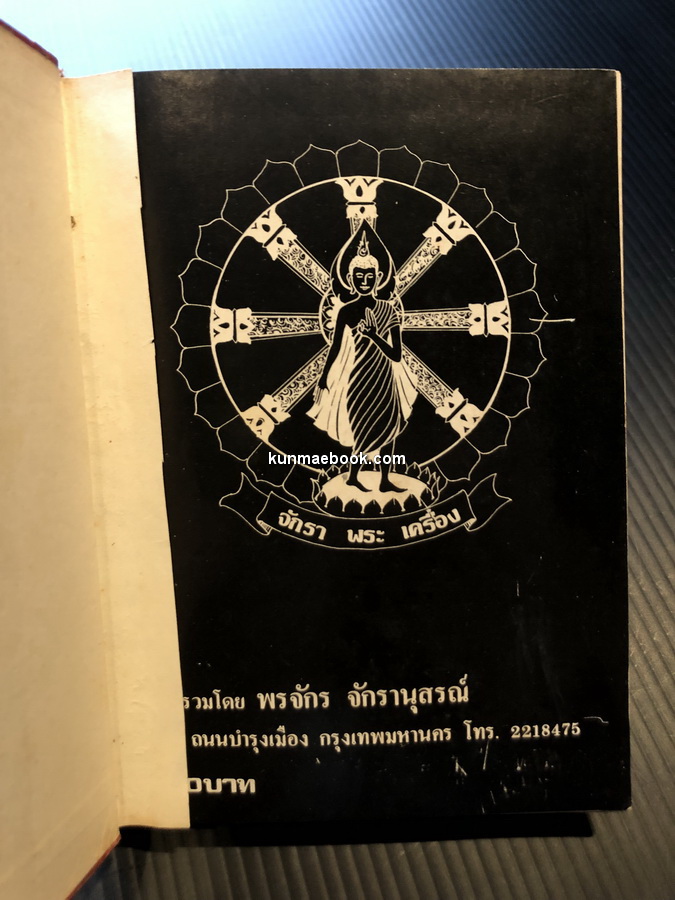 kunmaebook.com
จักรา พระ เครื่อง
รวมโดย พรจักร จักรานุสรณ์
ถนนบำรุงเมือง กรุงเทพมหานคร โทร. 2218475
บาท